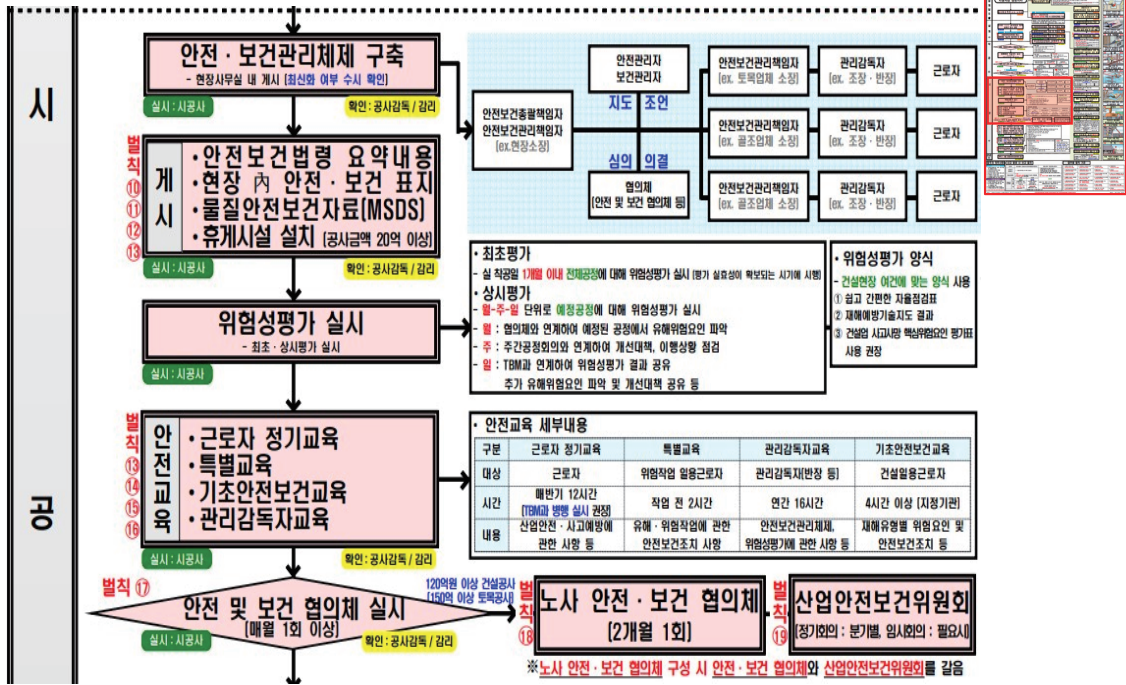 시
공
안전 · 보건관리체제 구축
- 현장사무실 내 게시 [최신화 여부 수시 확인]
실시 : 시공사
확인 : 공사감독 / 감리
안전보건총괄책임자
안전보건관리책임자
[ex.현장소장]
안전관리자
보건관리자
지도 조언
심의 의결
협의체
[안전 및 보건 협의체 등]
안전보건관리책임자
[ex. 토목업체 소장]
관리감독자
[ex. 조장 · 반장]
근로자
안전보건관리책임자
[ex. 골조업체 소장]
관리감독자
[ex. 조장 · 반장]
근로자
안전보건관리책임자
[ex. 골조업체 소장]
관리감독자
[ex. 조장 · 반장]
근로자
벌칙 ⑩ ⑪ ⑫ ⑬
게시
· 안전보건법령 요약내용
· 현장 內 안전 · 보건 표지
· 물질안전보건자료[MSDS]
· 휴게시설 설치 [공사금액 20억 이상]
실시 : 시공사
확인 : 공사감독 / 감리
위험성평가 실시
- 최초 · 상시평가 실시
실시 : 시공사
· 최초평가
- 실 착공일 1개월 이내 전체공정에 대해 위험성평가 실시 [평가 실효성이 확보되는 시기에 시행]
· 상시평가
- 월-주-일 단위로 예정공정에 대해 위험성평가 실시
- 월 : 협의체와 연계하여 예정된 공정에서 유해위험요인 파악
- 주 : 주간공정회의와 연계하여 개선대책, 이행상황 점검
- 일 : TBM과 연계하여 위험성평가 결과 공유
추가 유해위험요인 파악 및 개선대책 공유 등
· 위험성평가 양식
- 건설현장 여건에 맞는 양식 사용
① 쉽고 간편한 자율점검표
② 재해예방기술지도 결과
③ 건설업 사고사망 핵심위험요인 평가표
사용 권장
벌칙 ⑬ ⑭ ⑮ ⑯
안전교육
· 근로자 정기교육
· 특별교육
· 기초안전보건교육
· 관리감독자교육
실시 : 시공사
확인 : 공사감독 / 감리
· 안전교육 세부내용
구분 근로자 정기교육 특별교육 관리감독자교육 기초안전보건교육
대상 근로자 위험작업 일용근로자 관리감독자[반장 등] 건설일용근로자
시간 매반기 12시간 [TBM과 병행 실시 권장] 작업 전 2시간 연간 16시간 4시간 이상 [지정기관]
내용 산업안전 · 사고예방에 관한 사항 등 유해 · 위험작업에 관한 안전보건조치 사항 안전보건관리체제, 위험성평가에 관한 사항 등 재해유형별 위험요인 및 안전보건조치 등
벌칙 ⑰
안전 및 보건 협의체 실시
[매월 1회 이상]
실시 : 시공사
확인 : 공사감독 / 감리
120억원 이상 건설공사
[150억 이상 토목공사]
벌칙 ⑱
노사 안전 · 보건 협의체
[2개월 1회]
벌칙 ⑲
산업안전보건위원회
[정기회의 : 분기별, 임시회의 : 필요시]
※노사 안전 · 보건 협의체 구성 시 안전 · 보건 협의체와 산업안전보건위원회를 갈음